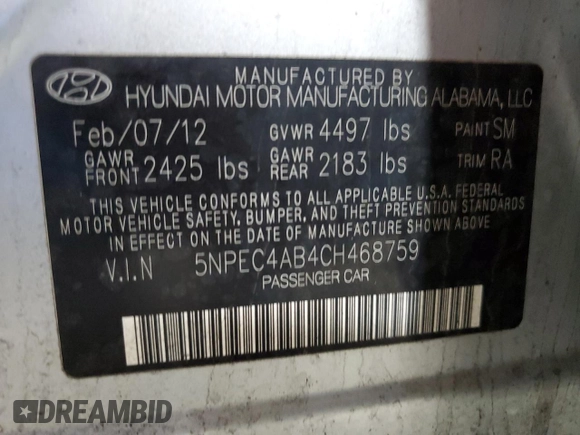 MANUFACTURED BY
HYUNDAI MOTOR MANUFACTURING ALABAMA, LLC
Feb/07/12 GVWR 4497 lbs PAINT SM
GAWR FRONT 2425 lbs GAWR REAR 2183 lbs TRIM RA
THIS VEHICLE CONFORMS TO ALL APPLICABLE U.S.A. FEDERAL
MOTOR VEHICLE SAFETY, BUMPER, AND THEFT PREVENTION
STANDARDS IN EFFECT ON THE DATE OF MANUFACTURE SHOWN ABOVE
V.I.N 5NPEC4AB4CH468759
PASSENGER CAR
DREAMBID